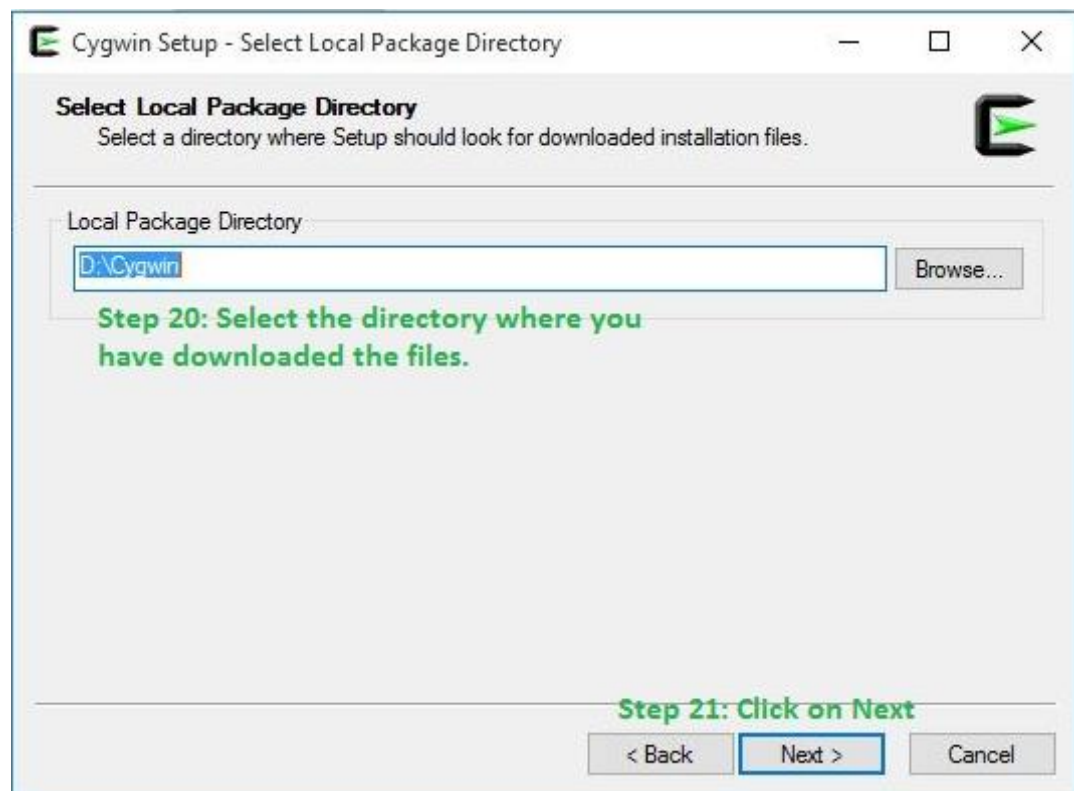 Cygwin Setup - Select Local Package Directory
Select Local Package Directory
Select a directory where Setup should look for downloaded installation files.
Local Package Directory
D:\Cygwin
Browse...
Step 20: Select the directory where you
have downloaded the files.
Step 21: Click on Next
< Back
Next >
Cancel